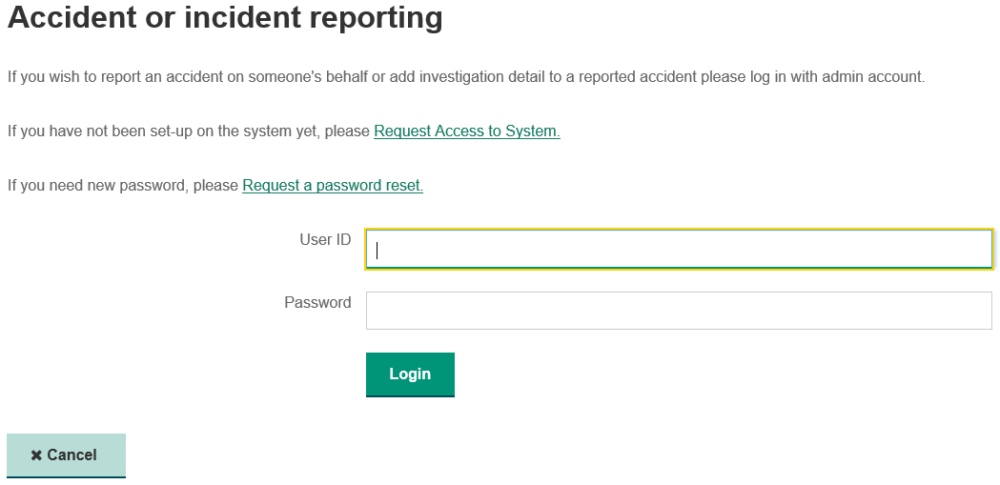 Accident or incident reporting
If you wish to report an accident on someone's behalf or add investigation detail to a reported accident please log in with admin account.
If you have not been set-up on the system yet, please Request Access to System.
If you need new password, please Request a password reset.
User ID
Password
Login
✖ Cancel